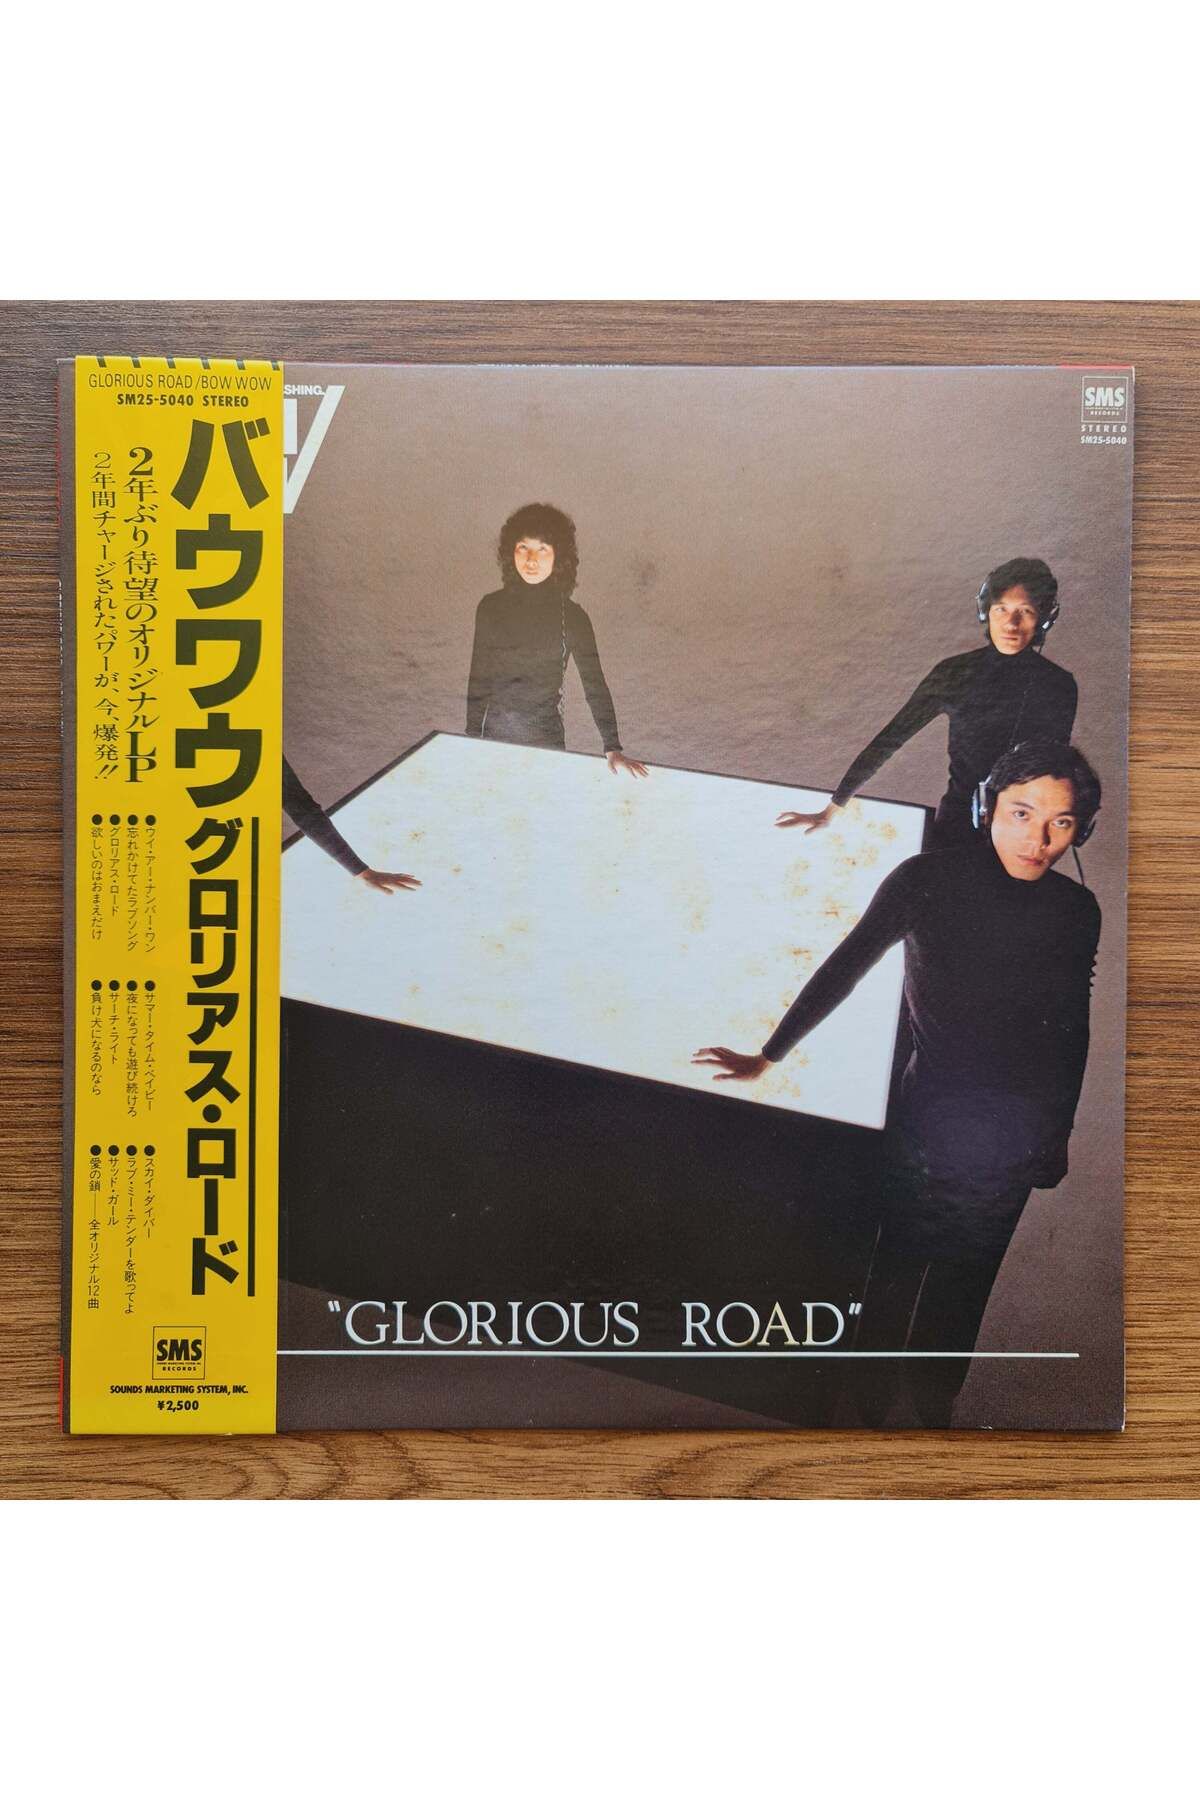 GLORIOUS ROAD/BOW WOW
SM25-5040 STEREO
バウワウ グロリアス・ロード
2年ぶり待望のオリジナルLP
2年間チャージされたパワーが、今、爆発!!
●ウイ・アー・ナンバー・ワン
●忘れかけてたラブソング
●グロリアス・ロード
●欲しいのはおまえだけ
●サマー・タイム・ベイビー
●夜になっても遊び続けろ
●サーチ・ライト
●負け犬になるのなら
●スカイ・ダイバー
●ラブ・ミー・テンダーを歌ってよ
●サッド・ガール
●愛の鎖──全オリジナル12曲
SMS
RECORDS
SOUNDS MARKETING SYSTEM, INC.
¥2,500
SMS
RECORDS
STEREO
SM25-5040
"GLORIOUS ROAD"